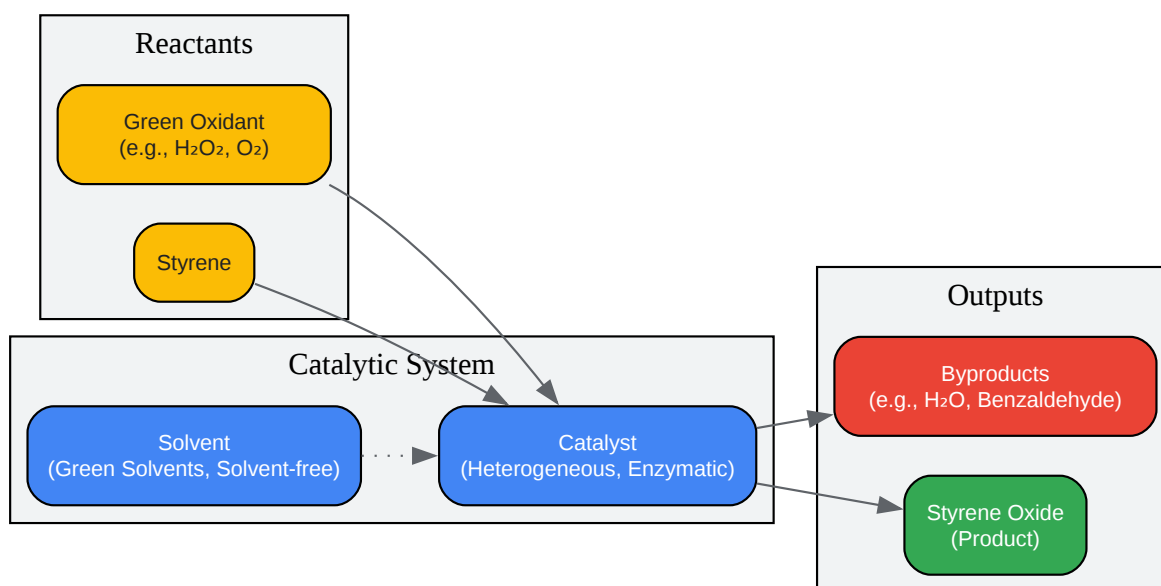 Reactants
Green Oxidant
(e.g., H₂O₂, O₂)
Styrene
Catalytic System
Solvent
(Green Solvents, Solvent-free)
Catalyst
(Heterogeneous, Enzymatic)
Outputs
Byproducts
(e.g., H₂O, Benzaldehyde)
Styrene Oxide
(Product)